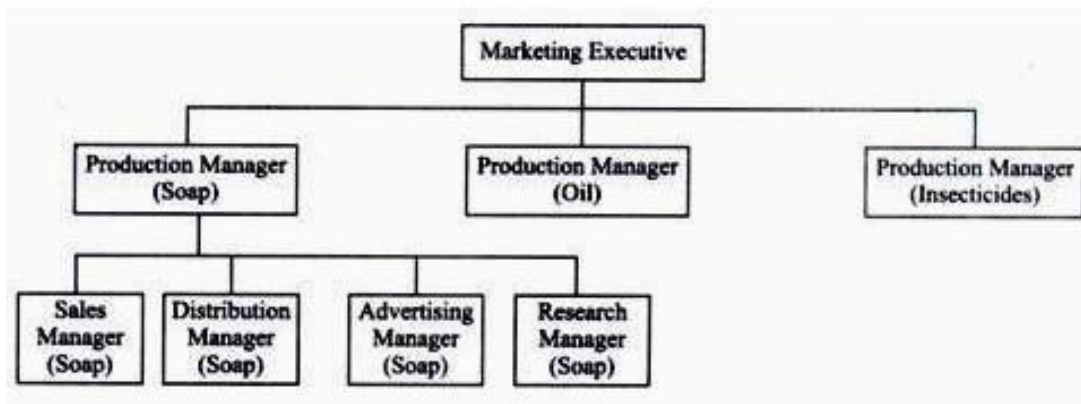 Marketing Executive
Production Manager
(Soap)
Production Manager
(Oil)
Production Manager
(Insecticides)
Sales
Manager
(Soap)
Distribution
Manager
(Soap)
Advertising
Manager
(Soap)
Research
Manager
(Soap)